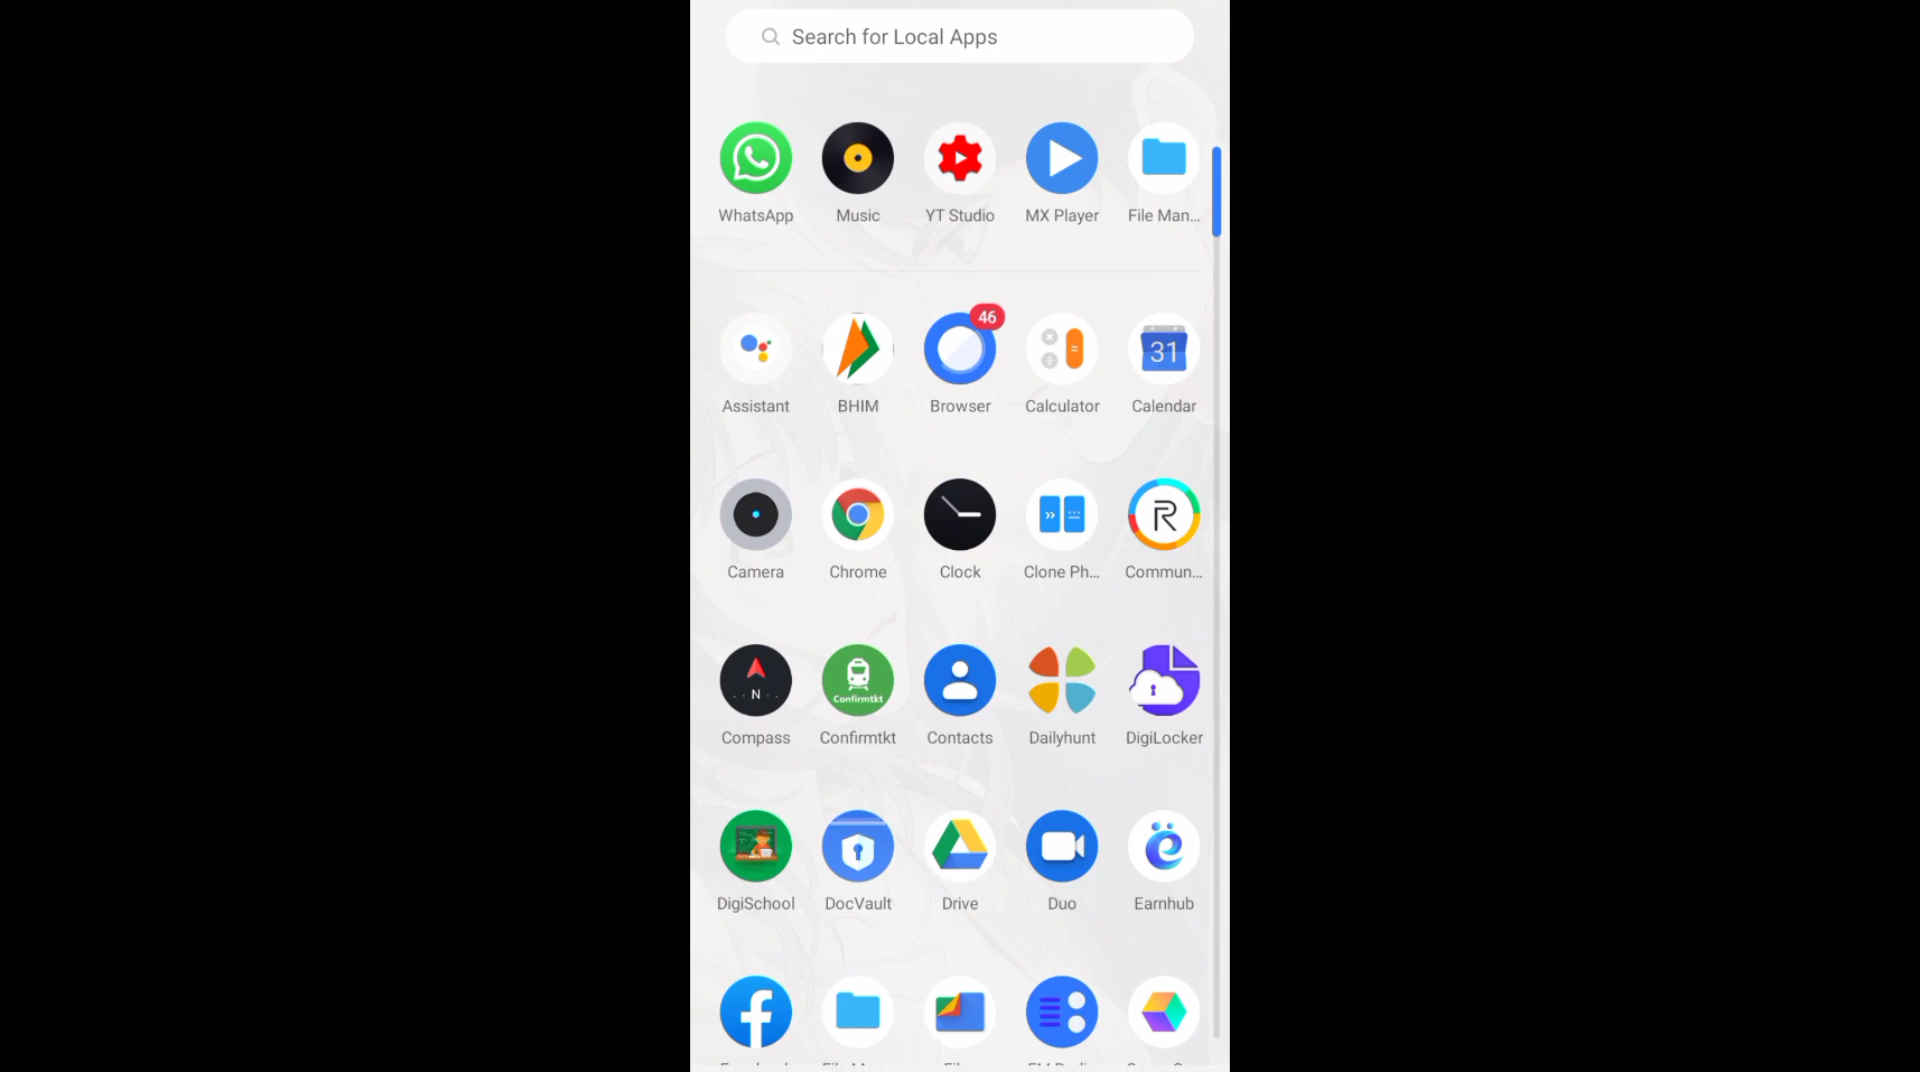 Search for Local Apps
WhatsApp Music YT Studio MX Player File Man...
46
31
Assistant BHIM Browser Calculator Calendar
R
Camera Chrome Clock Clone Ph... Commun...
N
Confirmtkt
Compass Confirmtkt Contacts Dailyhunt DigiLocker
DigiSchool DocVault Drive Duo Earnhub